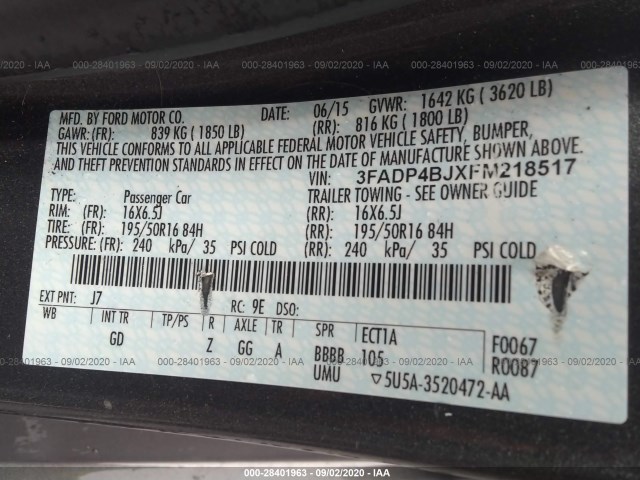 000-28401963 - 09/02/2020 - IAA 000-28401963 - 09/02/2020 - IAA 000-28401963 - 09/02/2020 - IAA
MFD. BY FORD MOTOR CO. DATE: 06/15 GVWR: 1642 KG ( 3620 LB)
GAWR: (FR): 839 KG ( 1850 LB) (RR): 816 KG ( 1800 LB)
THIS VEHICLE CONFORMS TO ALL APPLICABLE FEDERAL MOTOR VEHICLE SAFETY, BUMPER,
AND THEFT PREVENTION STANDARDS IN EFFECT ON THE DATE OF MANUFACTURE SHOWN ABOVE.
VIN: 3FADP4BJXFM218517
TYPE: Passenger Car TRAILER TOWING - SEE OWNER GUIDE
RIM: (FR): 16X6.5J (RR): 16X6.5J
TIRE: (FR): 195/50R16 84H (RR): 195/50R16 84H
PRESSURE: (FR): 240 kPa/ 35 PSI COLD (RR): 240 kPa/ 35 PSI COLD
EXT PNT: J7 RC: 9E DSO:
WB INT TR TP/PS R AXLE TR SPR ECT1A F0067
GD Z GG A BBBB 105 R0087
UMU ▽5U5A-3520472-AA
000-28401963 - 09/02/2020 - IAA 000-28401963 - 09/02/2020 - IAA 000-28401963 - 09/02/2020 - IAA
000-28401963 - 09/02/2020 - IAA